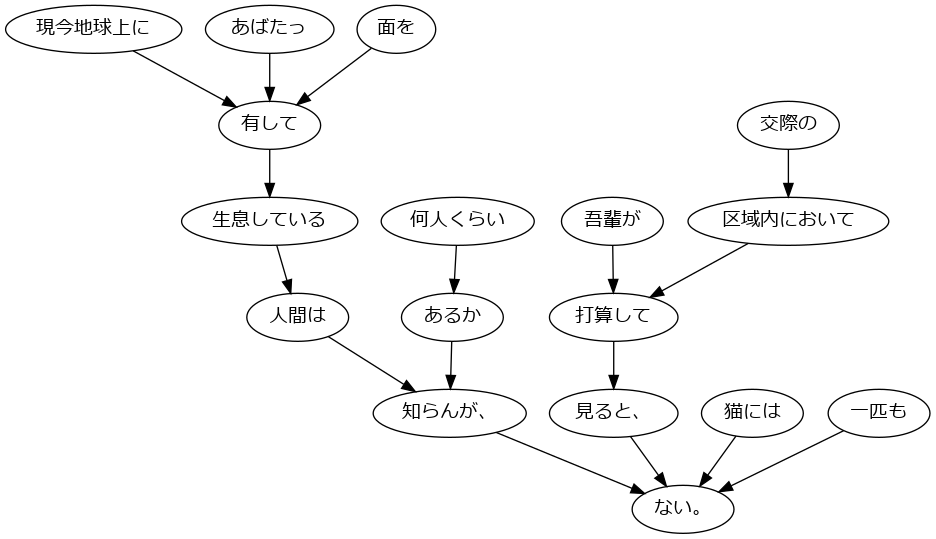 現今地球上に
あばたっ
面を
有して
交際の
生息している
何人くらい
吾輩が
区域内において
人間は
あるか
打算して
知らんが、
見ると、
猫には
一匹も
ない。